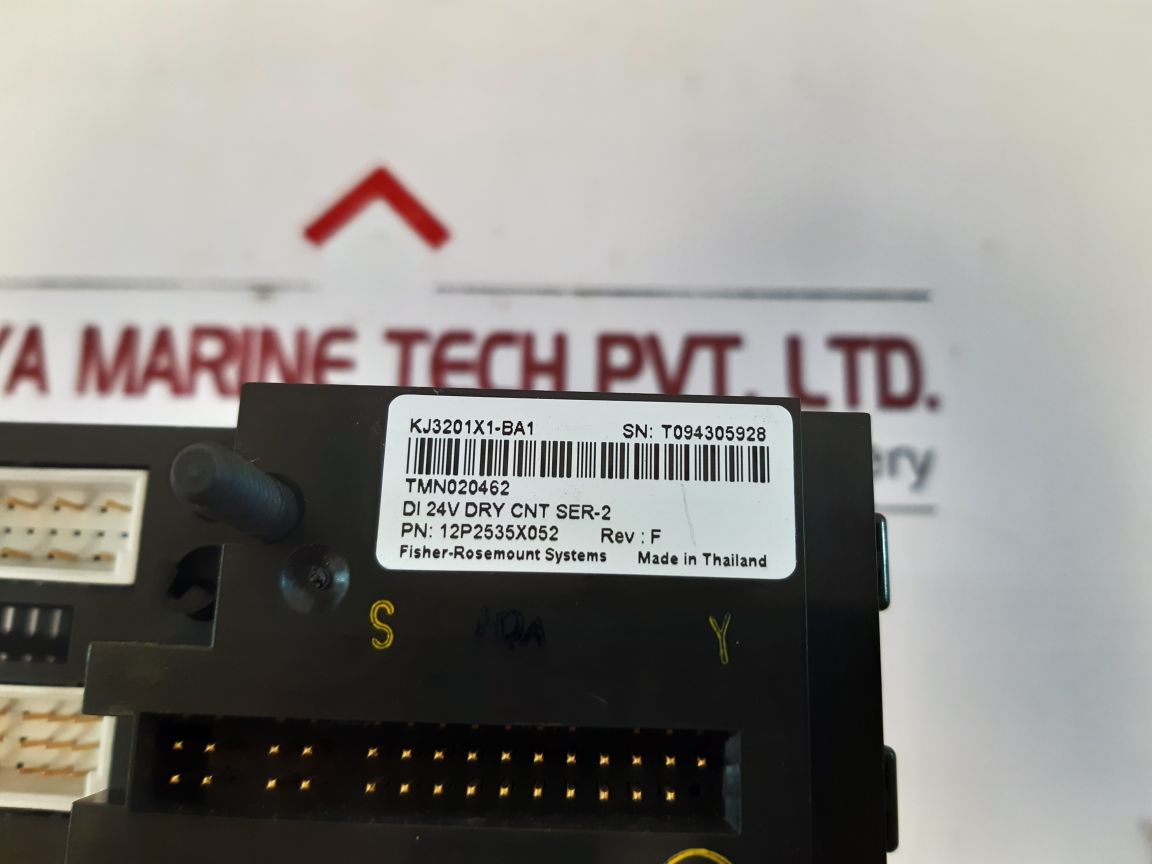 YA MARINE TECH PVT. LTD.
ery
KJ3201X1-BA1 SN: T094305928
TMN020462
DI 24V DRY CNT SER-2
PN: 12P2535X052 Rev : F
Fisher-Rosemount Systems Made in Thailand
S Y